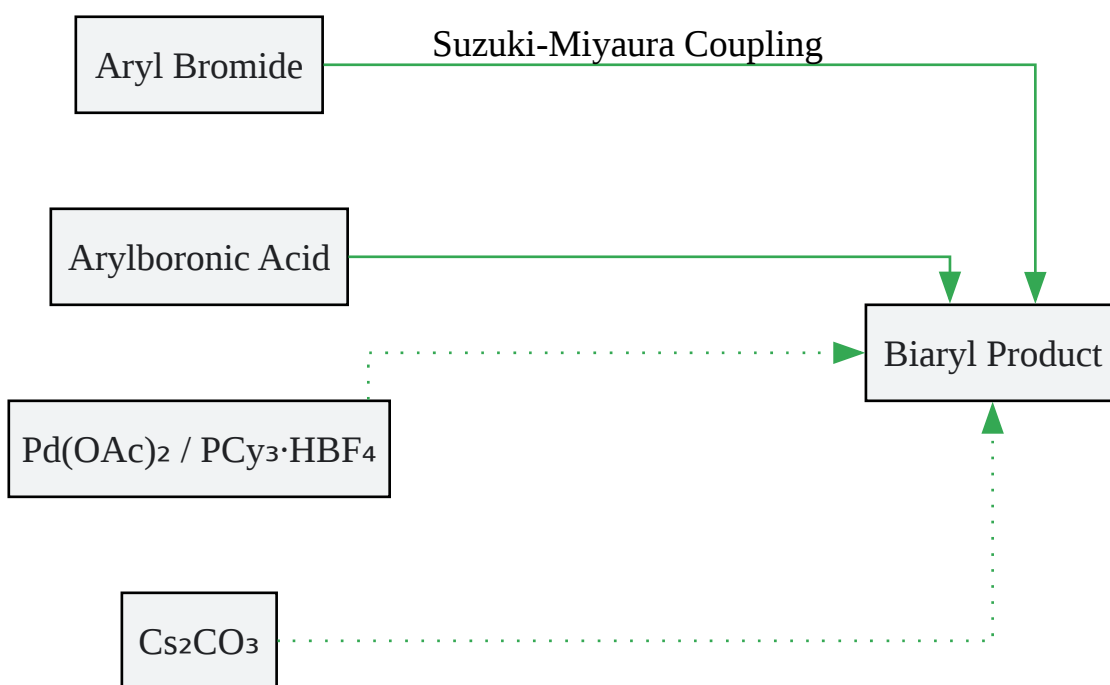 Aryl Bromide
Suzuki-Miyaura Coupling
Arylboronic Acid
Biaryl Product
Pd(OAc)₂ / PCy₃·HBF₄
Cs₂CO₃